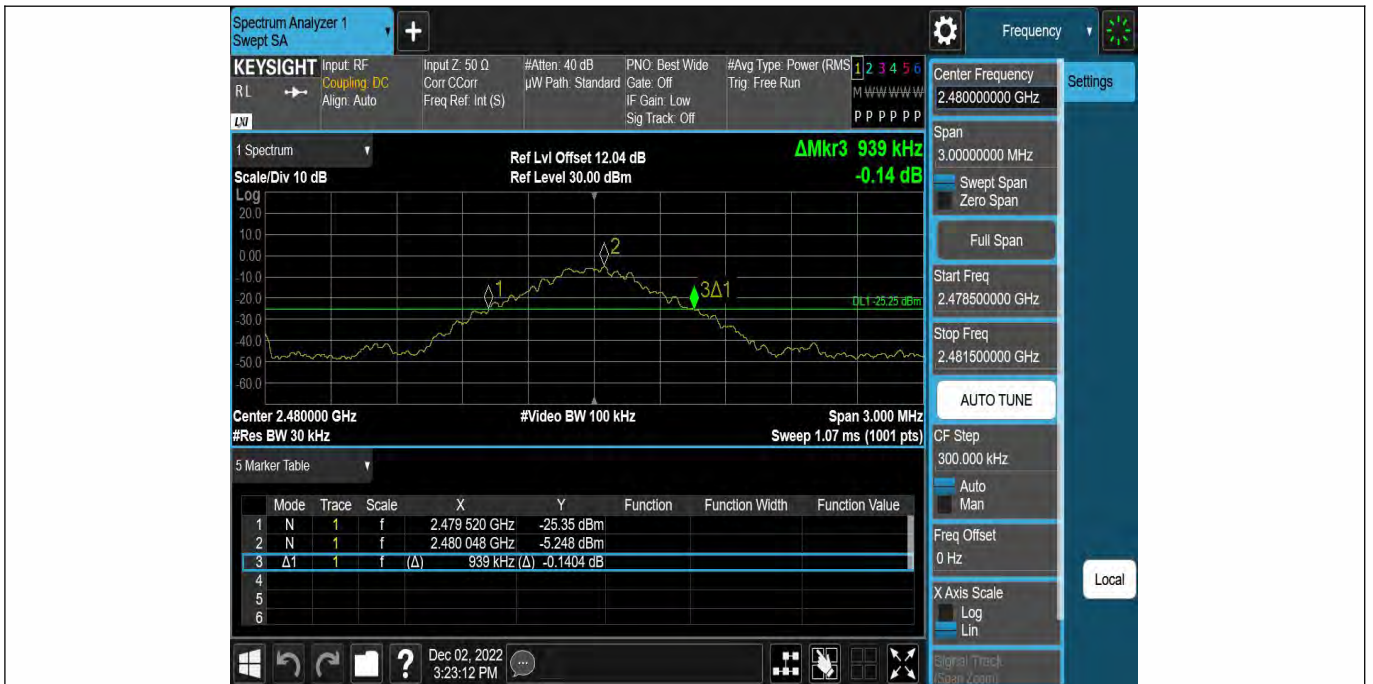 Spectrum Analyzer 1
Swept SA
+
Frequency
KEYSIGHT
RL
LXI
Input: RF
Coupling: DC
Align: Auto
Input Z: 50 Ω
Corr CCorr
Freq Ref: Int (S)
#Atten: 40 dB
µW Path: Standard
PNO: Best Wide
Gate: Off
IF Gain: Low
Sig Track: Off
#Avg Type: Power (RMS
Trig: Free Run
1 2 3 4 5 6
M W W W W W
P P P P P P
1 Spectrum
Scale/Div 10 dB
Ref Lvl Offset 12.04 dB
Ref Level 30.00 dBm
ΔMkr3 939 kHz
-0.14 dB
Log
20.0
10.0
0.00
-10.0
-20.0
-30.0
-40.0
-50.0
-60.0
1
2
3Δ1
DL1 -25.25 dBm
Center 2.480000 GHz
#Video BW 100 kHz
Span 3.000 MHz
#Res BW 30 kHz
Sweep 1.07 ms (1001 pts)
5 Marker Table
Mode Trace Scale X Y Function Function Width Function Value
1 N 1 f 2.479 520 GHz -25.35 dBm
2 N 1 f 2.480 048 GHz -5.248 dBm
3 Δ1 1 f (Δ) 939 kHz (Δ) -0.1404 dB
4
5
6
?
Dec 02, 2022
3:23:12 PM
Center Frequency
2.480000000 GHz
Settings
Span
3.00000000 MHz
Swept Span
Zero Span
Full Span
Start Freq
2.478500000 GHz
Stop Freq
2.481500000 GHz
AUTO TUNE
CF Step
300.000 kHz
Auto
Man
Freq Offset
0 Hz
X Axis Scale
Log
Lin
Local
Signal Track
(Span Zoom)